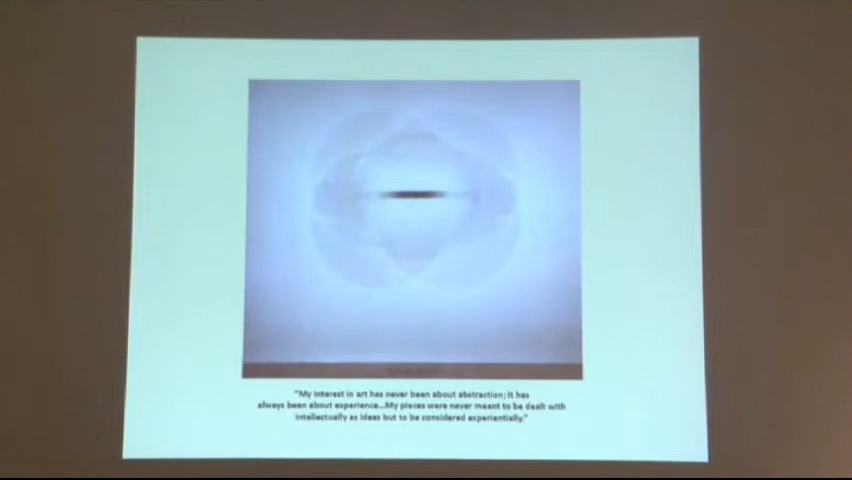 "My interest in art has never been about abstraction; it has
always been about experience...My pieces were never meant to be dealt with
intellectually as ideas but to be considered experientially."